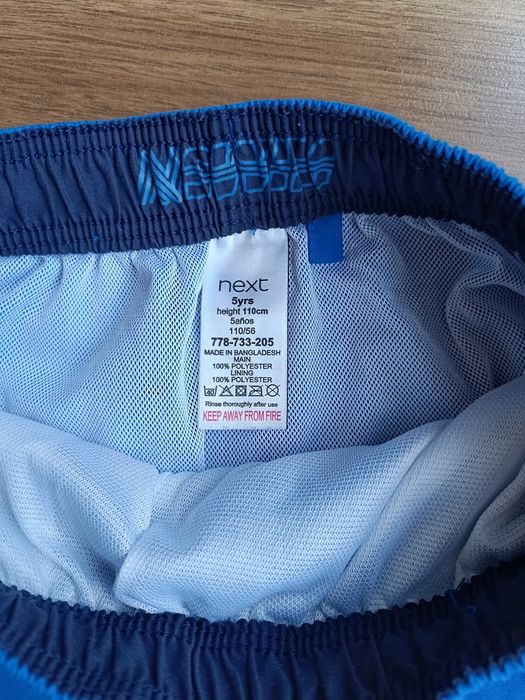 next
5yrs
height 110cm
5años
110/56
778-733-205
MADE IN BANGLADESH
MAIN
100% POLYESTER
LINING
100% POLYESTER
40
Rinse thoroughly after use
KEEP AWAY FROM FIRE